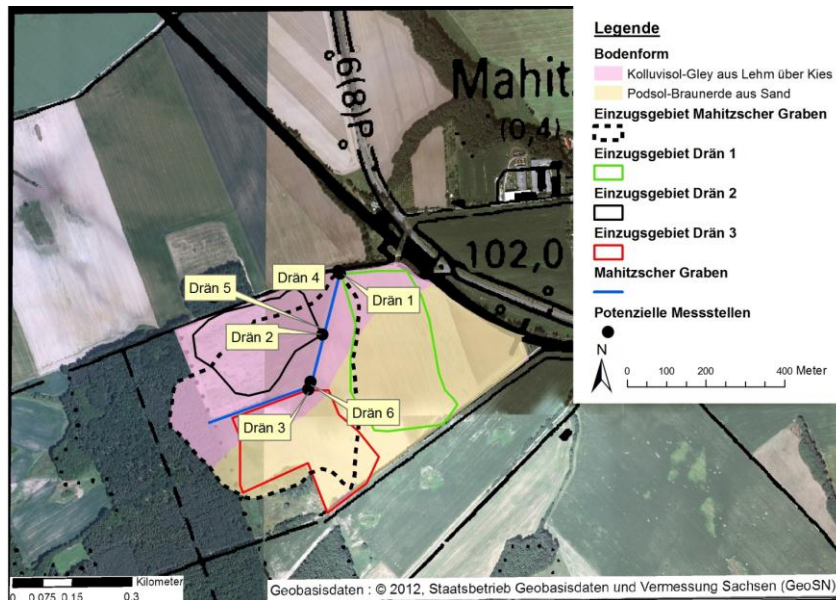 Mahitz
(0,4)
P(8)9
102,0
Drän 4
Drän 5
Drän 1
Drän 2
Drän 6
Drän 3
Kilometer
0 0.075 0.15 0.3
Geobasisdaten : © 2012, Staatsbetrieb Geobasisdaten und Vermessung Sachsen (GeoSN)
Legende
Bodenform
Kolluvisol-Gley aus Lehm über Kies
Podsol-Braunerde aus Sand
Einzugsgebiet Mahitzscher Graben
Einzugsgebiet Drän 1
Einzugsgebiet Drän 2
Einzugsgebiet Drän 3
Mahitzscher Graben
Potenzielle Messstellen
N
0 100 200 400 Meter